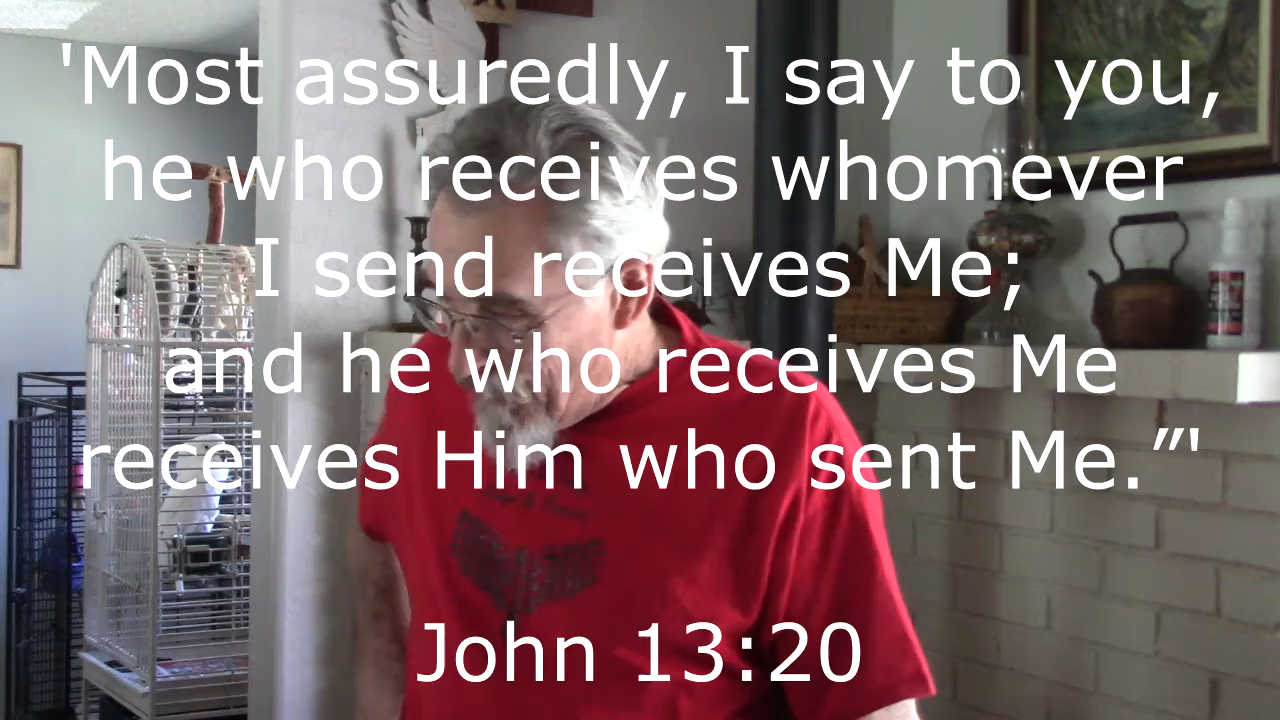 'Most assuredly, I say to you,
he who receives whomever
I send receives Me;
and he who receives Me
receives Him who sent Me.”'
John 13:20